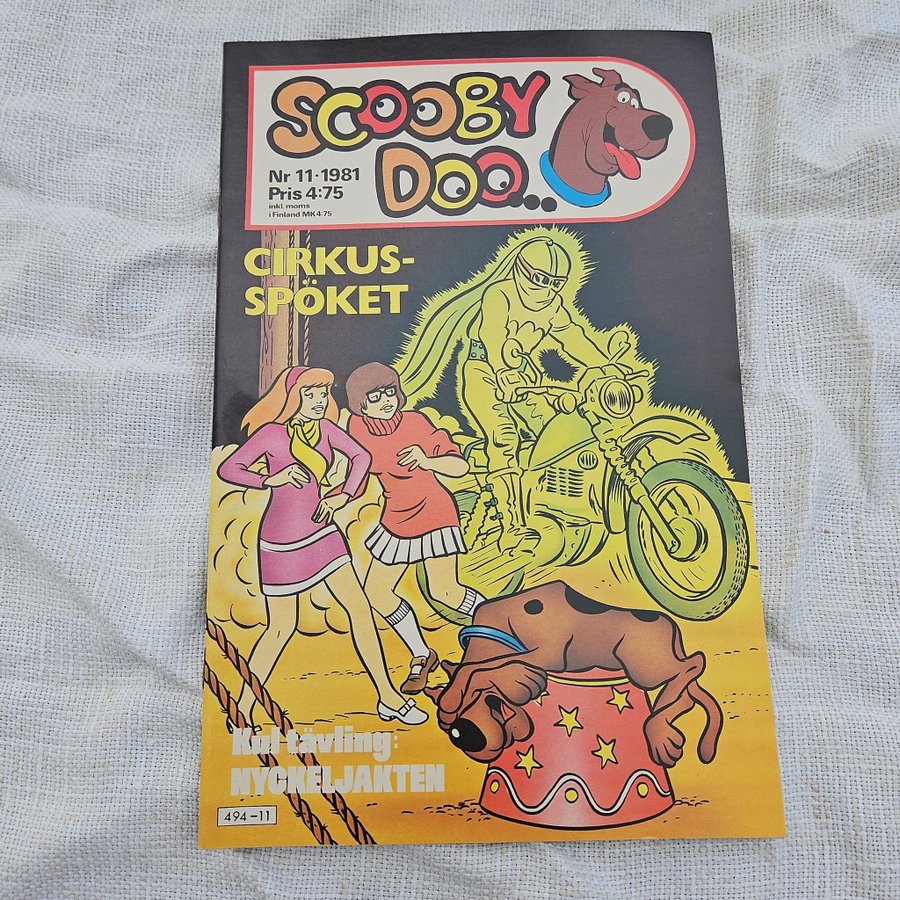 SCOOBY
DOO...
Nr 11·1981
Pris 4:75
inkl. moms
i Finland MK 4:75
CIRKUS-
SPÖKET
Kul tävling:
NYCKELJAKTEN
494-11